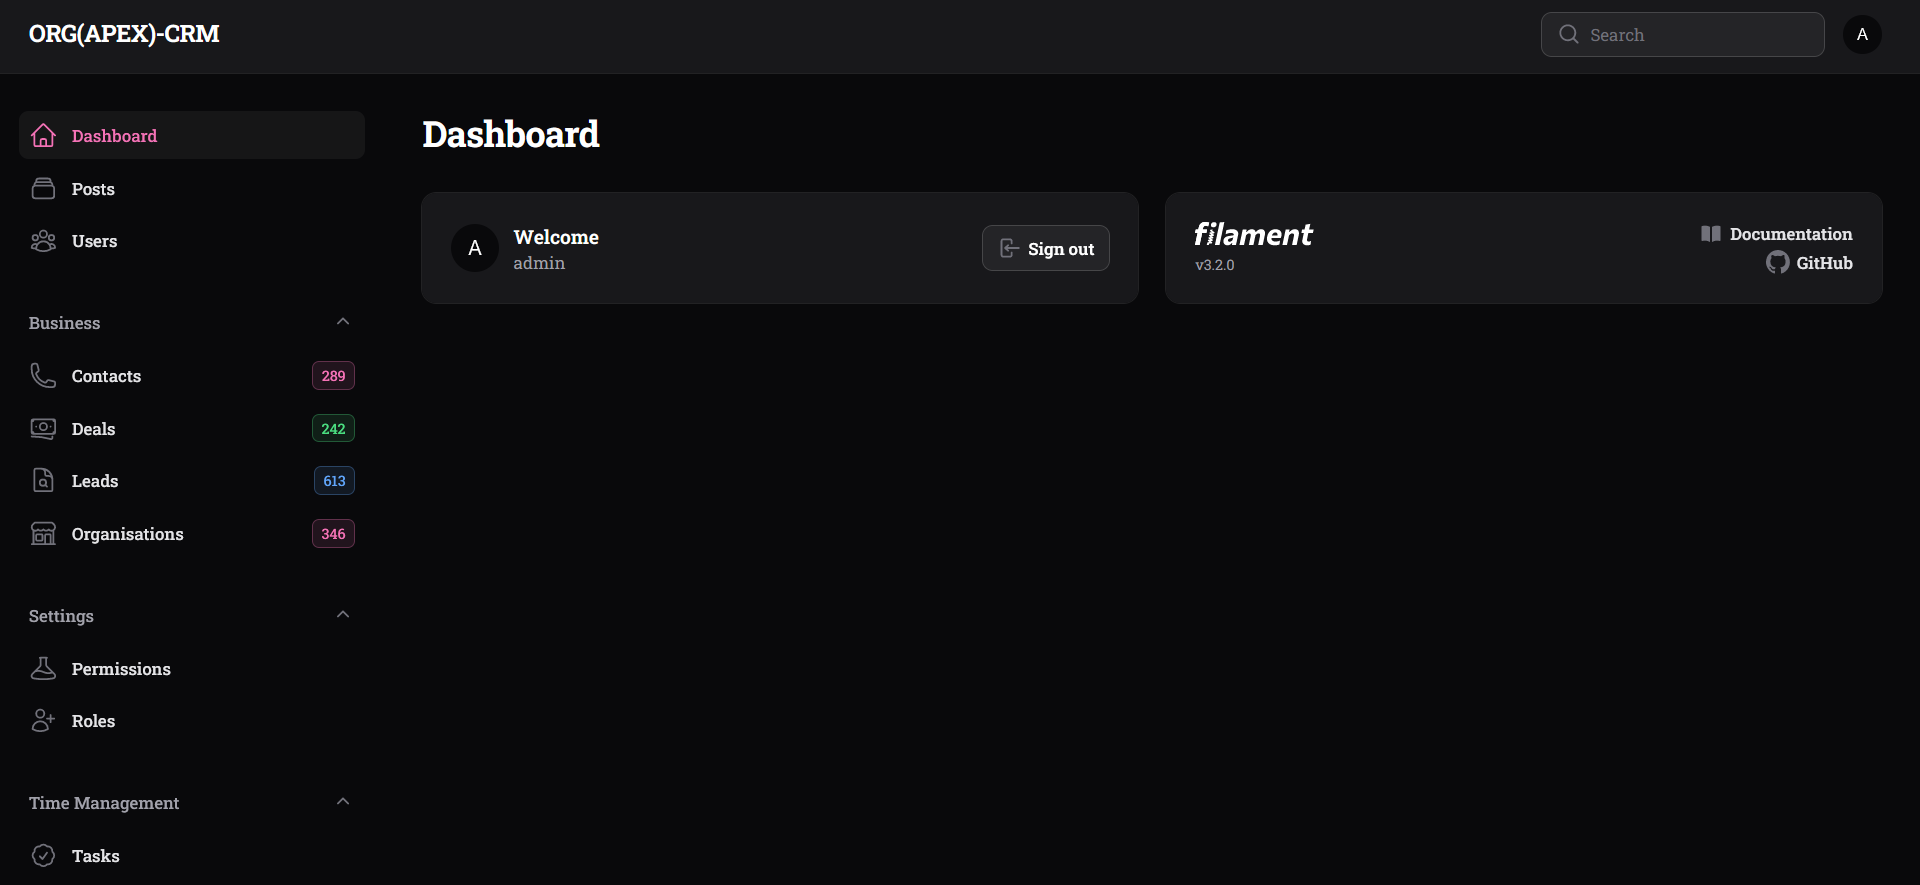 ORG(APEX)-CRM
Search
A
Dashboard
Posts
Users
Business
Contacts
289
Deals
242
Leads
613
Organisations
346
Settings
Permissions
Roles
Time Management
Tasks
Dashboard
A
Welcome
admin
Sign out
filament
v3.2.0
Documentation
GitHub